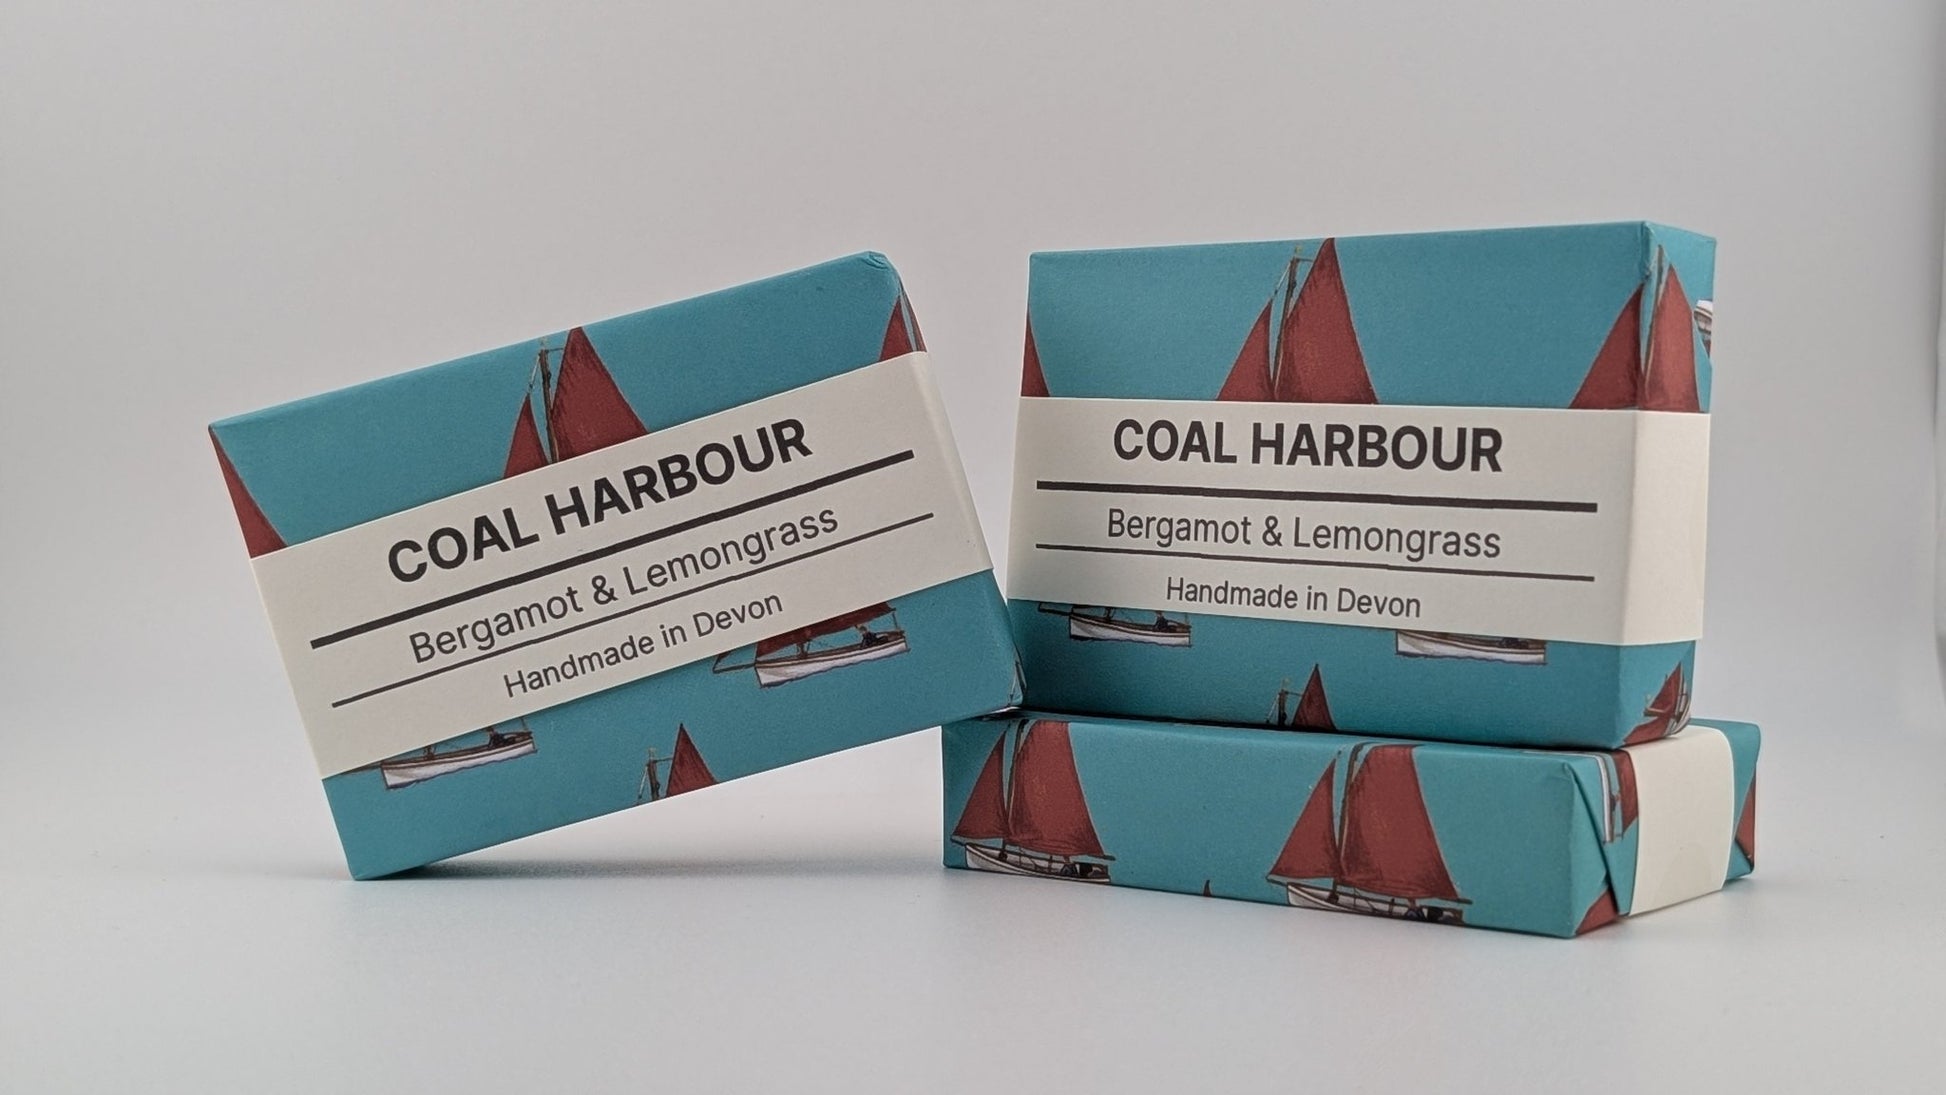 COAL HARBOUR
Bergamot & Lemongrass
Handmade in Devon
COAL HARBOUR
Bergamot & Lemongrass
Handmade in Devon